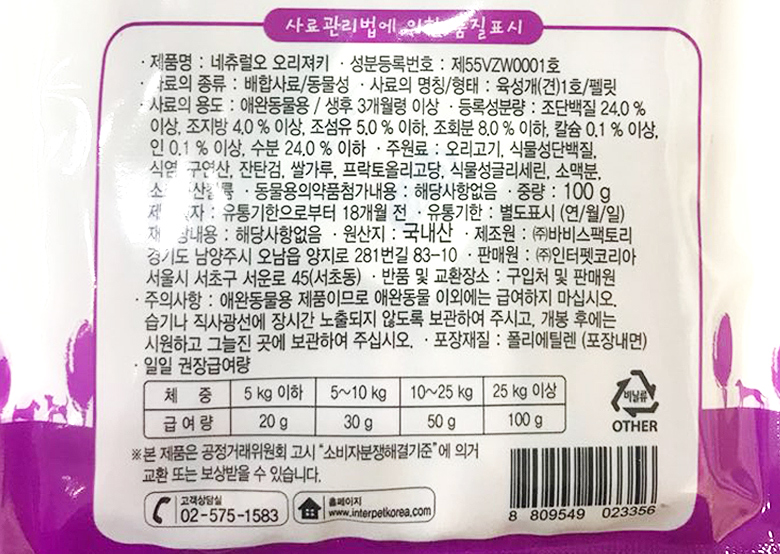 사료관리법에 의한 품질표시
· 제품명 : 네츄럴오 오리져키 · 성분등록번호 : 제55VZW0001호
· 사료의 종류 : 배합사료/동물성 · 사료의 명칭/형태 : 육성개(견)1호/펠릿
· 사료의 용도 : 애완동물용 / 생후 3개월령 이상 · 등록성분량 : 조단백질 24.0 %
이상, 조지방 4.0 % 이상, 조섬유 5.0 % 이하, 조회분 8.0 % 이하, 칼슘 0.1 % 이상,
인 0.1 % 이상, 수분 24.0 % 이하 · 주원료 : 오리고기, 식물성단백질,
식염, 구연산, 잔탄검, 쌀가루, 프락토올리고당, 식물성글리세린, 소맥분,
· 동물용의약품첨가내용 : 해당사항없음 · 중량 : 100 g
: 유통기한으로부터 18개월 전 · 유통기한 : 별도표시 (연/월/일)
: 해당사항없음 · 원산지 : 국내산 · 제조원 : ㈜바비스팩토리
경기도 남양주시 오남읍 양지로 281번길 83-10 · 판매원 : ㈜인터펫코리아
서울시 서초구 서운로 45(서초동) · 반품 및 교환장소 : 구입처 및 판매원
· 주의사항 : 애완동물용 제품이므로 애완동물 이외에는 급여하지 마십시오.
습기나 직사광선에 장시간 노출되지 않도록 보관하여 주시고, 개봉 후에는
시원하고 그늘진 곳에 보관하여 주십시오. · 포장재질 : 폴리에틸렌 (포장내면)
· 일일 권장급여량
체 중 5 kg 이하 5~10 kg 10~25 kg 25 kg 이상
급 여 량 20 g 30 g 50 g 100 g
비닐류
OTHER
※본 제품은 공정거래위원회 고시 "소비자분쟁해결기준"에 의거
교환 또는 보상받을 수 있습니다.
고객상담실
02-575-1583
홈페이지
www.interpetkorea.com
8 809549 023356